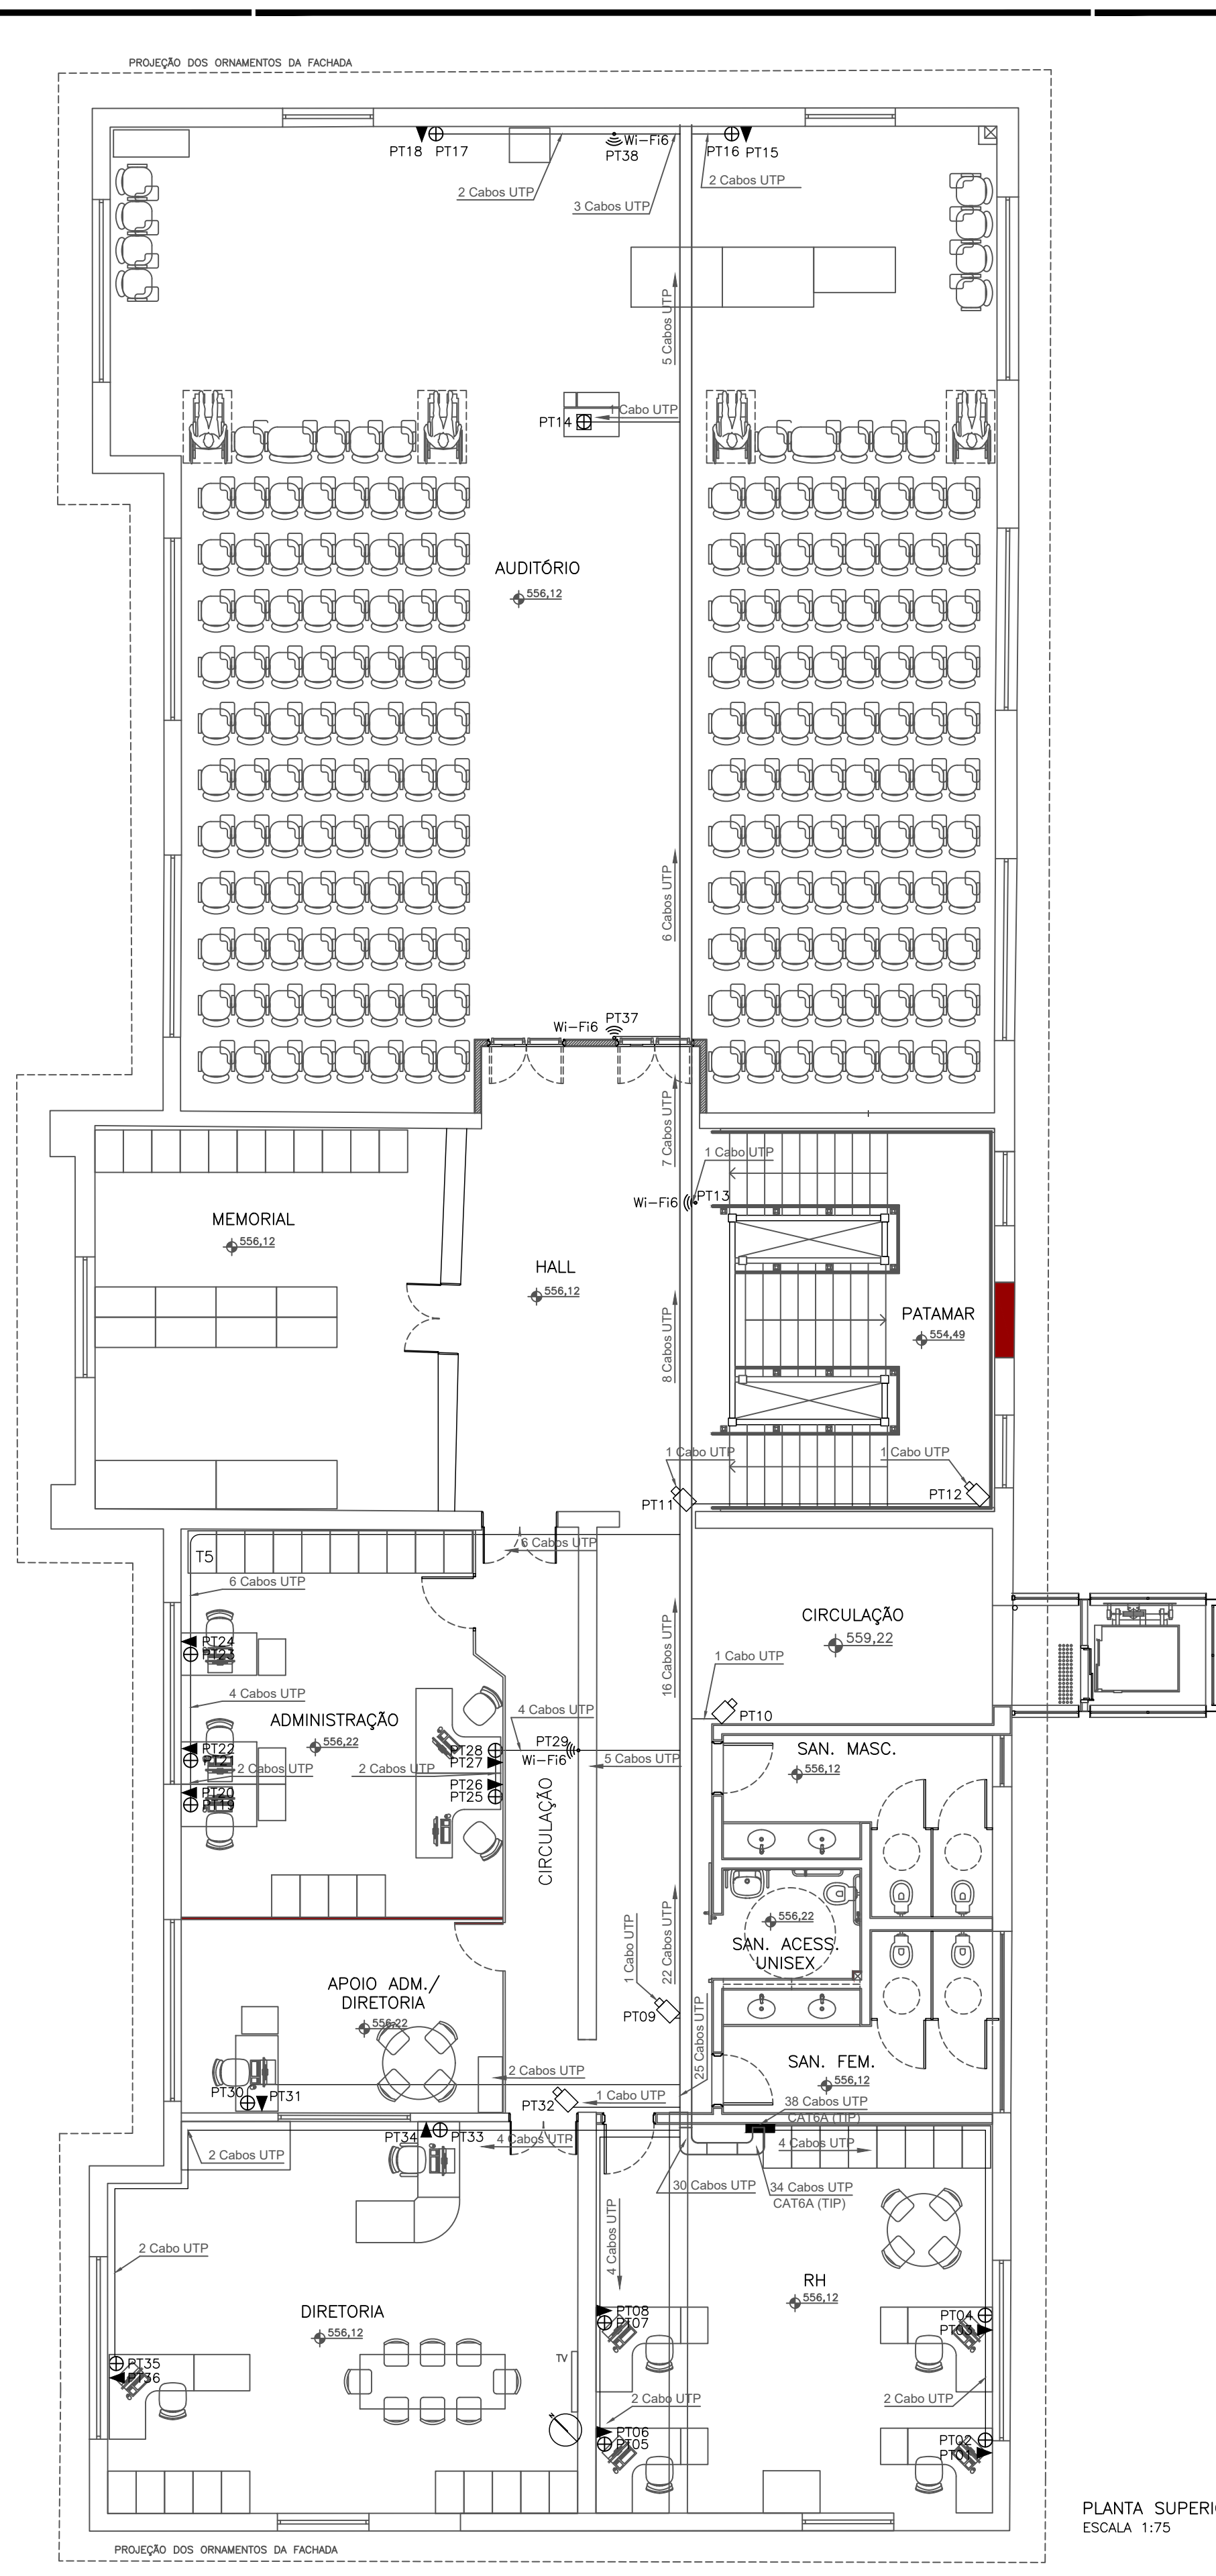 PROJEÇÃO DOS ORNAMENTOS DA FACHADA
PT18
PT17
Wi-Fi6
PT38
PT16
PT15
2 Cabos UTP
3 Cabos UTP
2 Cabos UTP
5 Cabos UTP
1 Cabo UTP
PT14
AUDITÓRIO
556,12
6 Cabos UTP
Wi-Fi6
PT37
7 Cabos UTP
1 Cabo UTP
Wi-Fi6
PT13
MEMORIAL
556,12
HALL
556,12
8 Cabos UTP
PATAMAR
554,49
1 Cabo UTP
1 Cabo UTP
PT11
PT12
6 Cabos UTP
T5
6 Cabos UTP
CIRCULAÇÃO
559,22
16 Cabos UTP
PT24
PT23
1 Cabo UTP
4 Cabos UTP
4 Cabos UTP
PT10
ADMINISTRAÇÃO
556,22
PT29
Wi-Fi6
PT28
PT27
5 Cabos UTP
SAN. MASC.
556,12
PT22
PT21
2 Cabos UTP
2 Cabos UTP
PT26
PT25
PT20
PT19
CIRCULAÇÃO
1 Cabo UTP
22 Cabos UTP
556,22
SAN. ACESS.
UNISEX
APOIO ADM./
DIRETORIA
556,22
PT09
25 Cabos UTP
SAN. FEM.
556,12
2 Cabos UTP
PT30
PT31
PT32
1 Cabo UTP
38 Cabos UTP
CAT6A (TIP)
PT34
PT33
4 Cabos UTP
4 Cabos UTP
2 Cabos UTP
30 Cabos UTP
34 Cabos UTP
CAT6A (TIP)
4 Cabos UTP
2 Cabo UTP
RH
556,12
DIRETORIA
556,12
PT08
PT07
PT04
PT03
TV
PT35
PT36
2 Cabo UTP
2 Cabo UTP
N
PT06
PT05
PT02
PT01
PLANTA SUPERI
ESCALA 1:75
PROJEÇÃO DOS ORNAMENTOS DA FACHADA